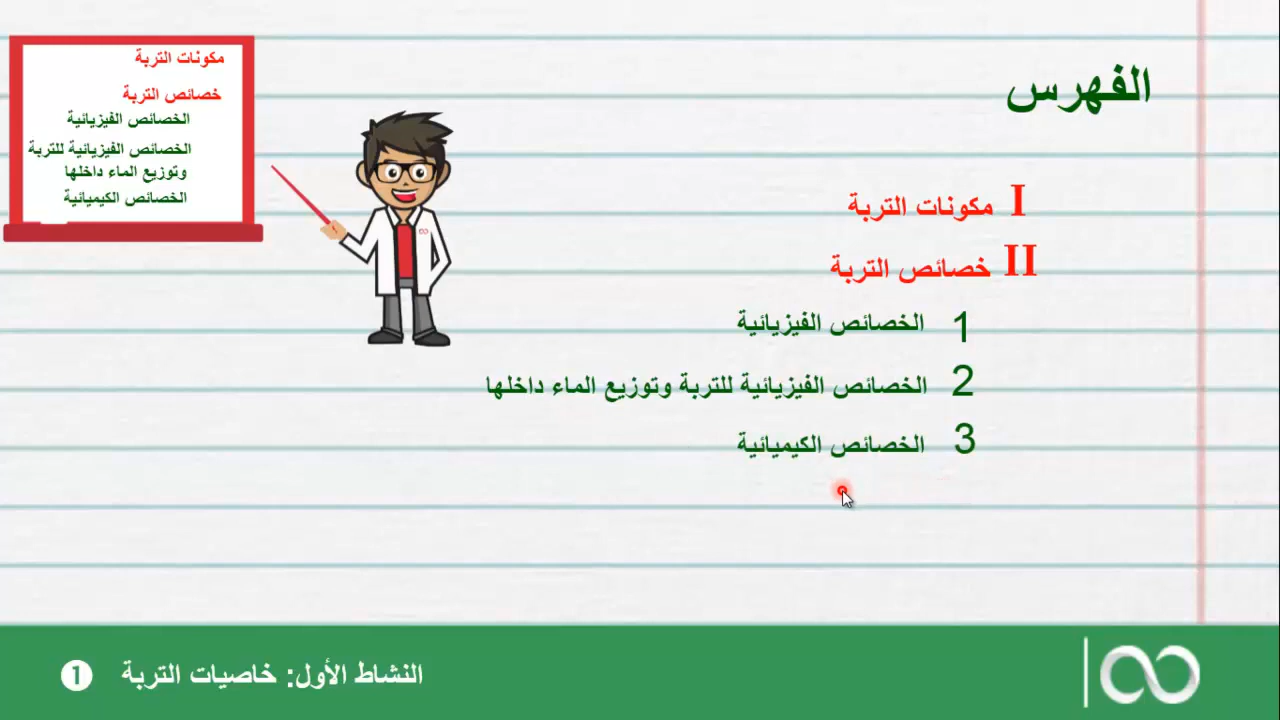 الفهرس
I مكونات التربة
II خصائص التربة
1 الخصائص الفيزيائية
2 الخصائص الفيزيائية للتربة وتوزيع الماء داخلها
3 الخصائص الكيميائية
مكونات التربة
خصائص التربة
الخصائص الفيزيائية
الخصائص الفيزيائية للتربة
وتوزيع الماء داخلها
الخصائص الكيميائية
النشاط الأول: خاصيات التربة 1